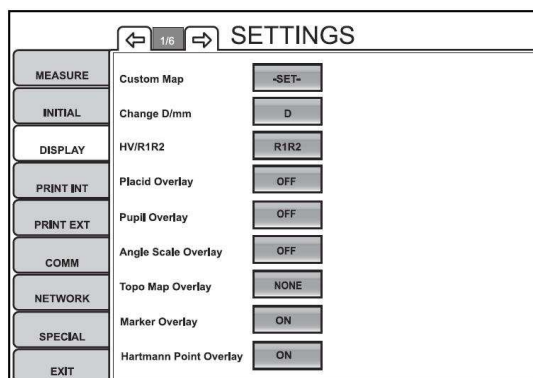 1/6 SETTINGS
MEASURE
INITIAL
DISPLAY
PRINT INT
PRINT EXT
COMM
NETWORK
SPECIAL
EXIT
Custom Map -SET-
Change D/mm D
HV/R1R2 R1R2
Placid Overlay OFF
Pupil Overlay OFF
Angle Scale Overlay OFF
Topo Map Overlay NONE
Marker Overlay ON
Hartmann Point Overlay ON